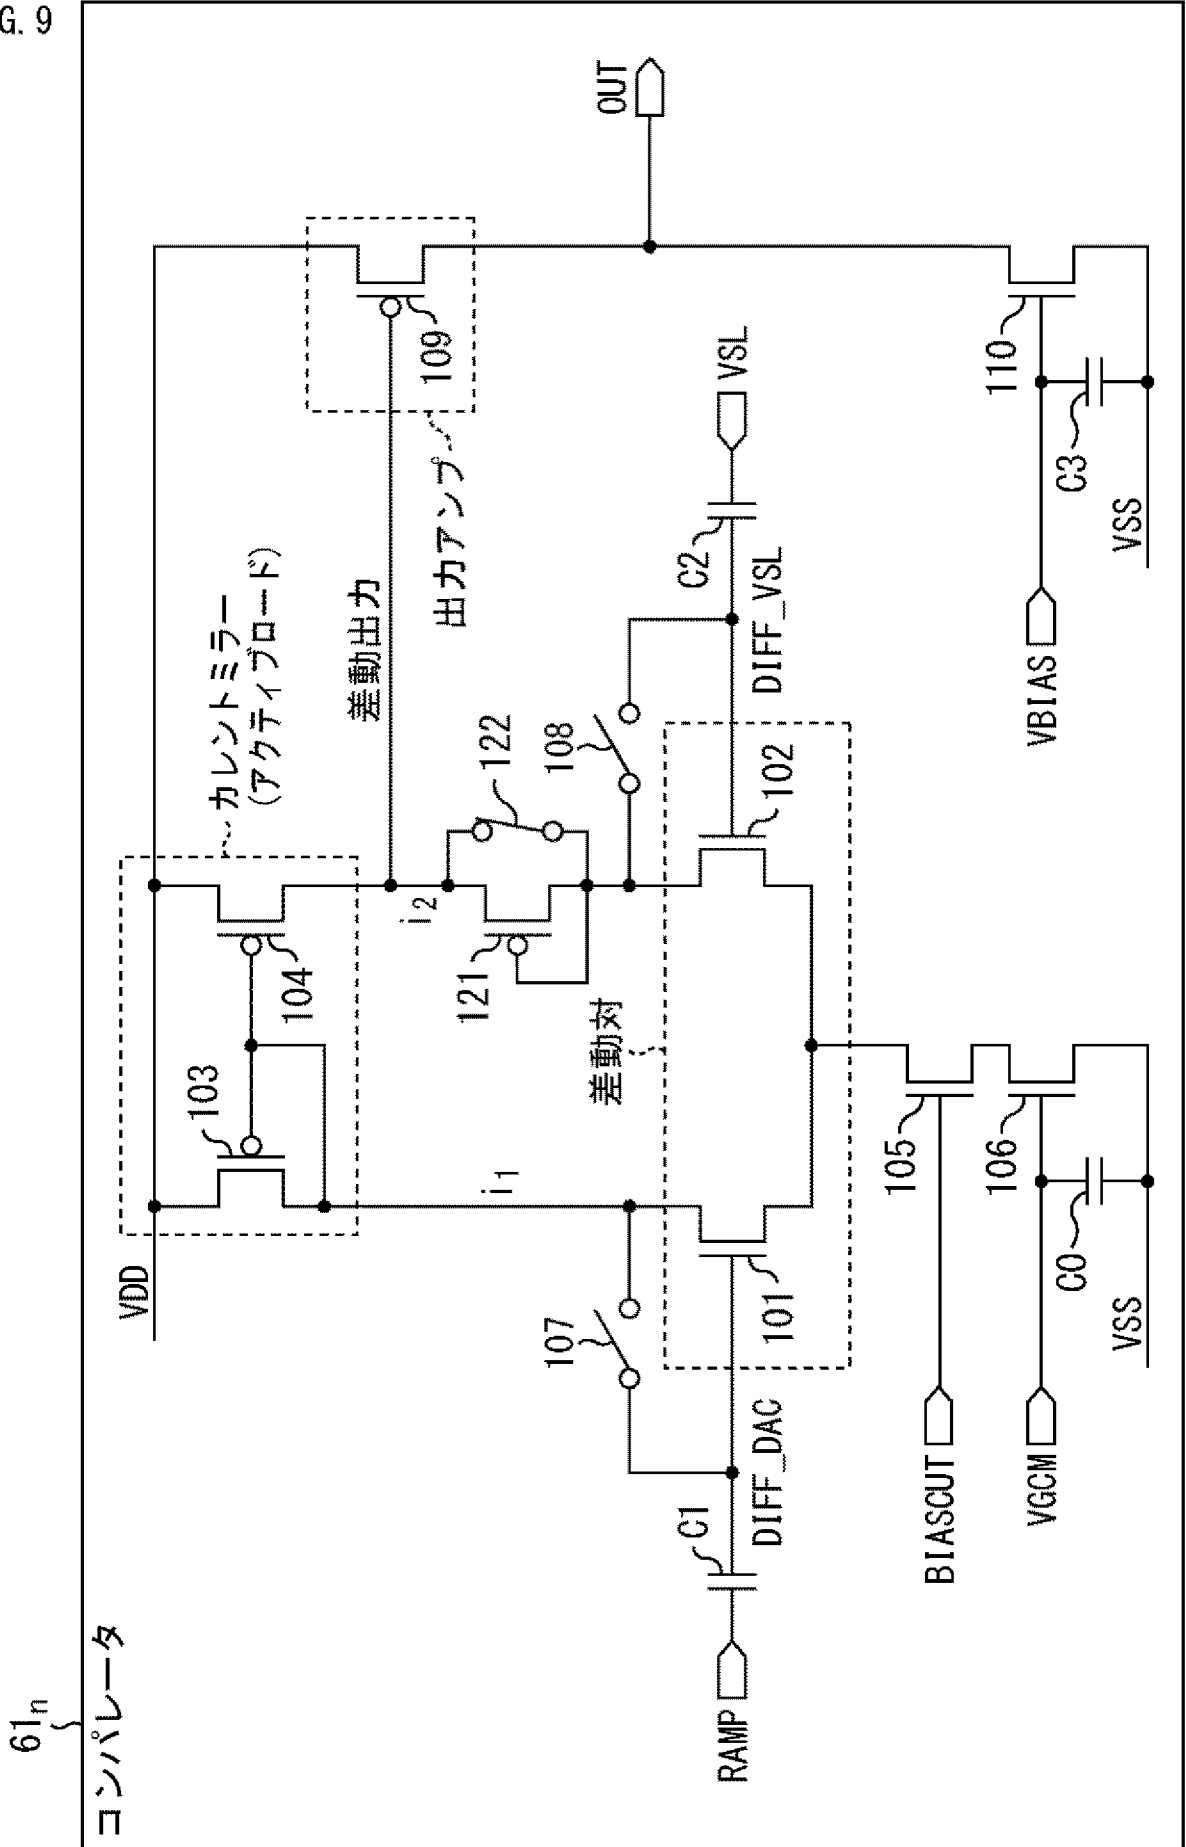 G. 9
61n
コンパレータ
カレントミラー
(アクティブロード)
差動出力
出力アンプ
差動対
VDD
103
104
109
OUT
i1
i2
121
122
107
108
101
102
RAMP
C1
DIFF_DAC
DIFF_VSL
C2
VSL
BIASCUT
105
VGCM
106
C0
VSS
VBIAS
110
C3
VSS